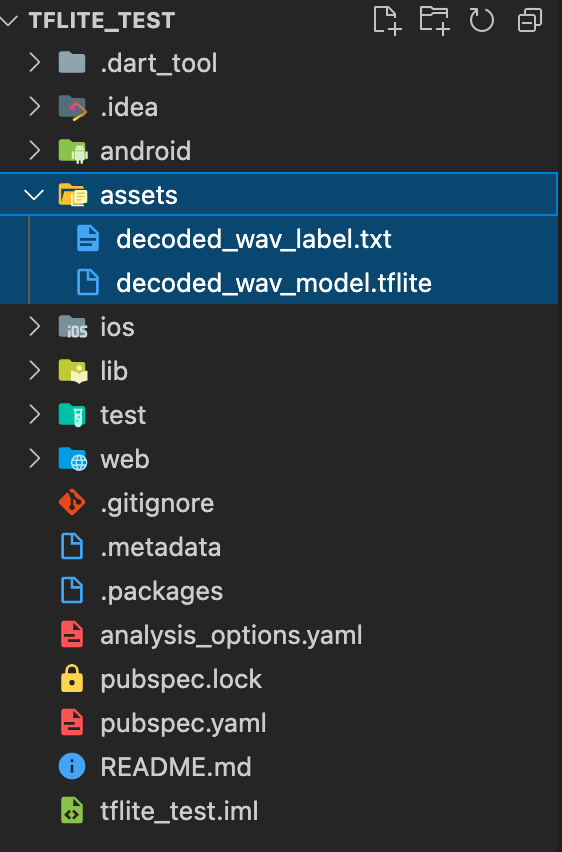 TFLITE_TEST
.dart_tool
.idea
android
assets
decoded_wav_label.txt
decoded_wav_model.tflite
iOS
ios
lib
test
web
.gitignore
.metadata
.packages
analysis_options.yaml
pubspec.lock
pubspec.yaml
README.md
tflite_test.iml